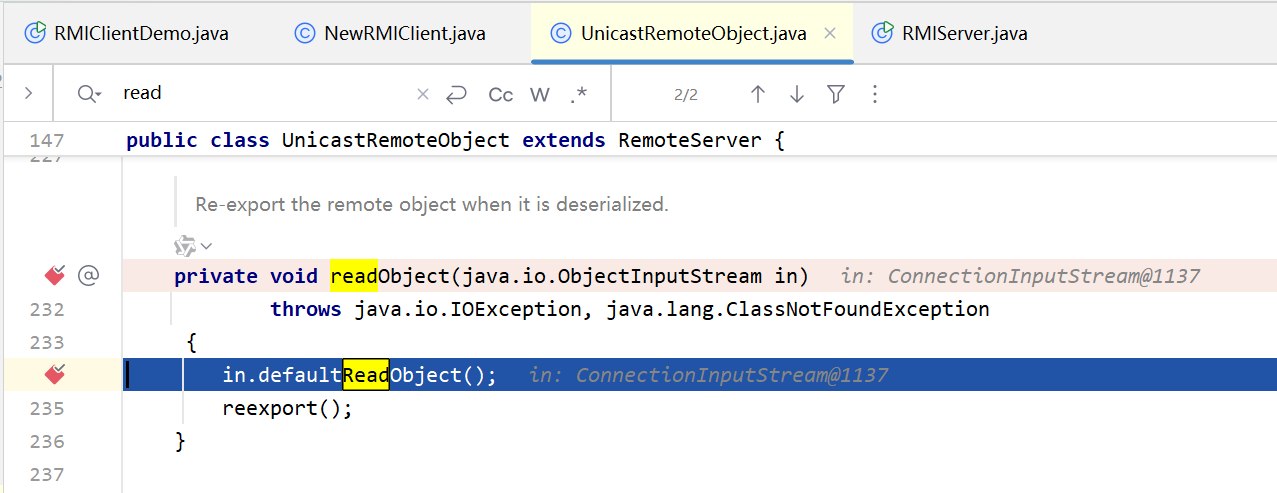 RMIClientDemo.java NewRMIClient.java UnicastRemoteObject.java RMIServer.java
read Cc W .* 2/2
147 public class UnicastRemoteObject extends RemoteServer {
227
Re-export the remote object when it is deserialized.
private void readObject(java.io.ObjectInputStream in) in: ConnectionInputStream@1137
232 throws java.io.IOException, java.lang.ClassNotFoundException
233 {
in.defaultReadObject(); in: ConnectionInputStream@1137
235 reexport();
236 }
237